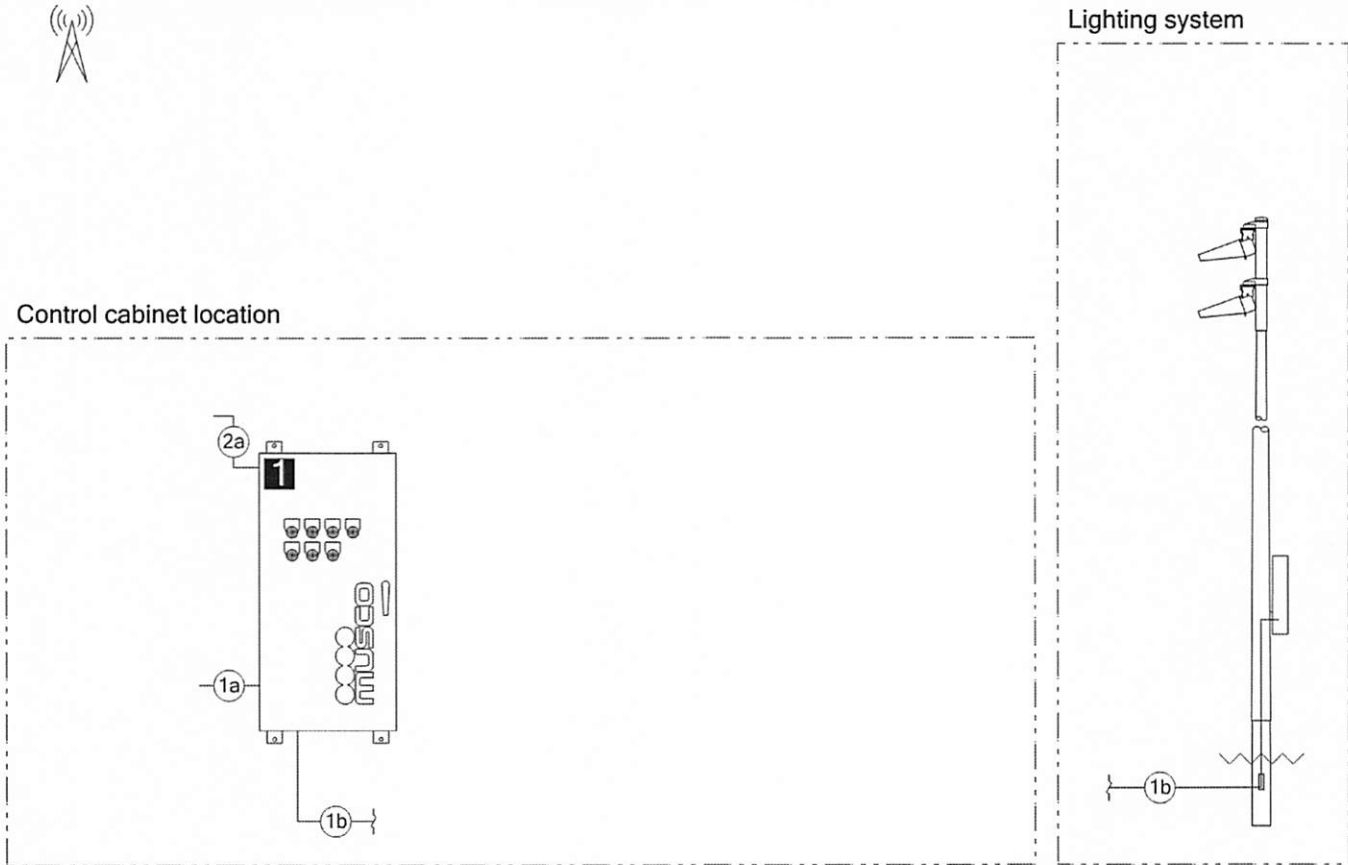 Lighting system
Control cabinet location
2a
1
musco
1a
1b
1b